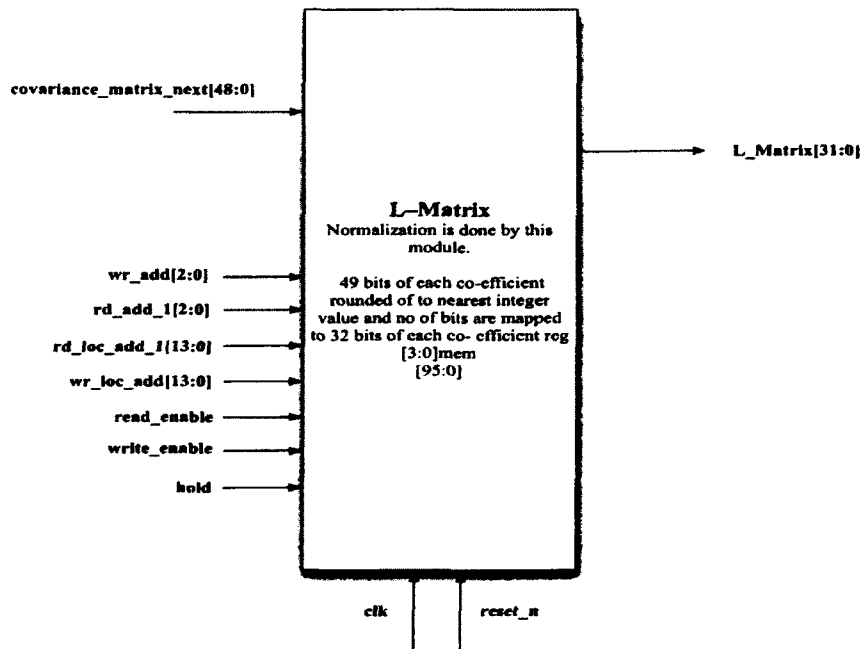 covariance_matrix_next[48:0]
L_Matrix[31:0]
L–Matrix
Normalization is done by this
module.
49 bits of each co-efficient
rounded of to nearest integer
value and no of bits are mapped
to 32 bits of each co- efficient reg
[3:0]mem
[95:0]
wr_add[2:0]
rd_add_1[2:0]
rd_loc_add_1[13:0]
wr_loc_add[13:0]
read_enable
write_enable
hold
clk
reset_n